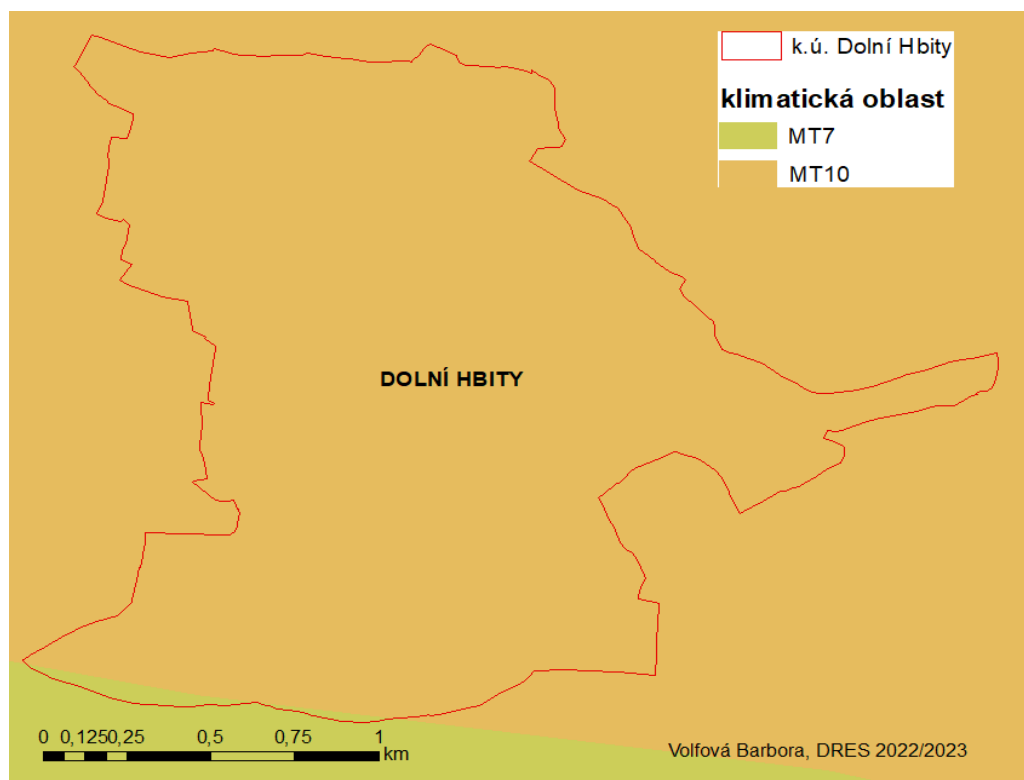 k.ú. Dolní Hbity
klimatická oblast
MT7
MT10
DOLNÍ HBITY
0 0,1250,25 0,5 0,75 1
km
Volfová Barbora, DRES 2022/2023